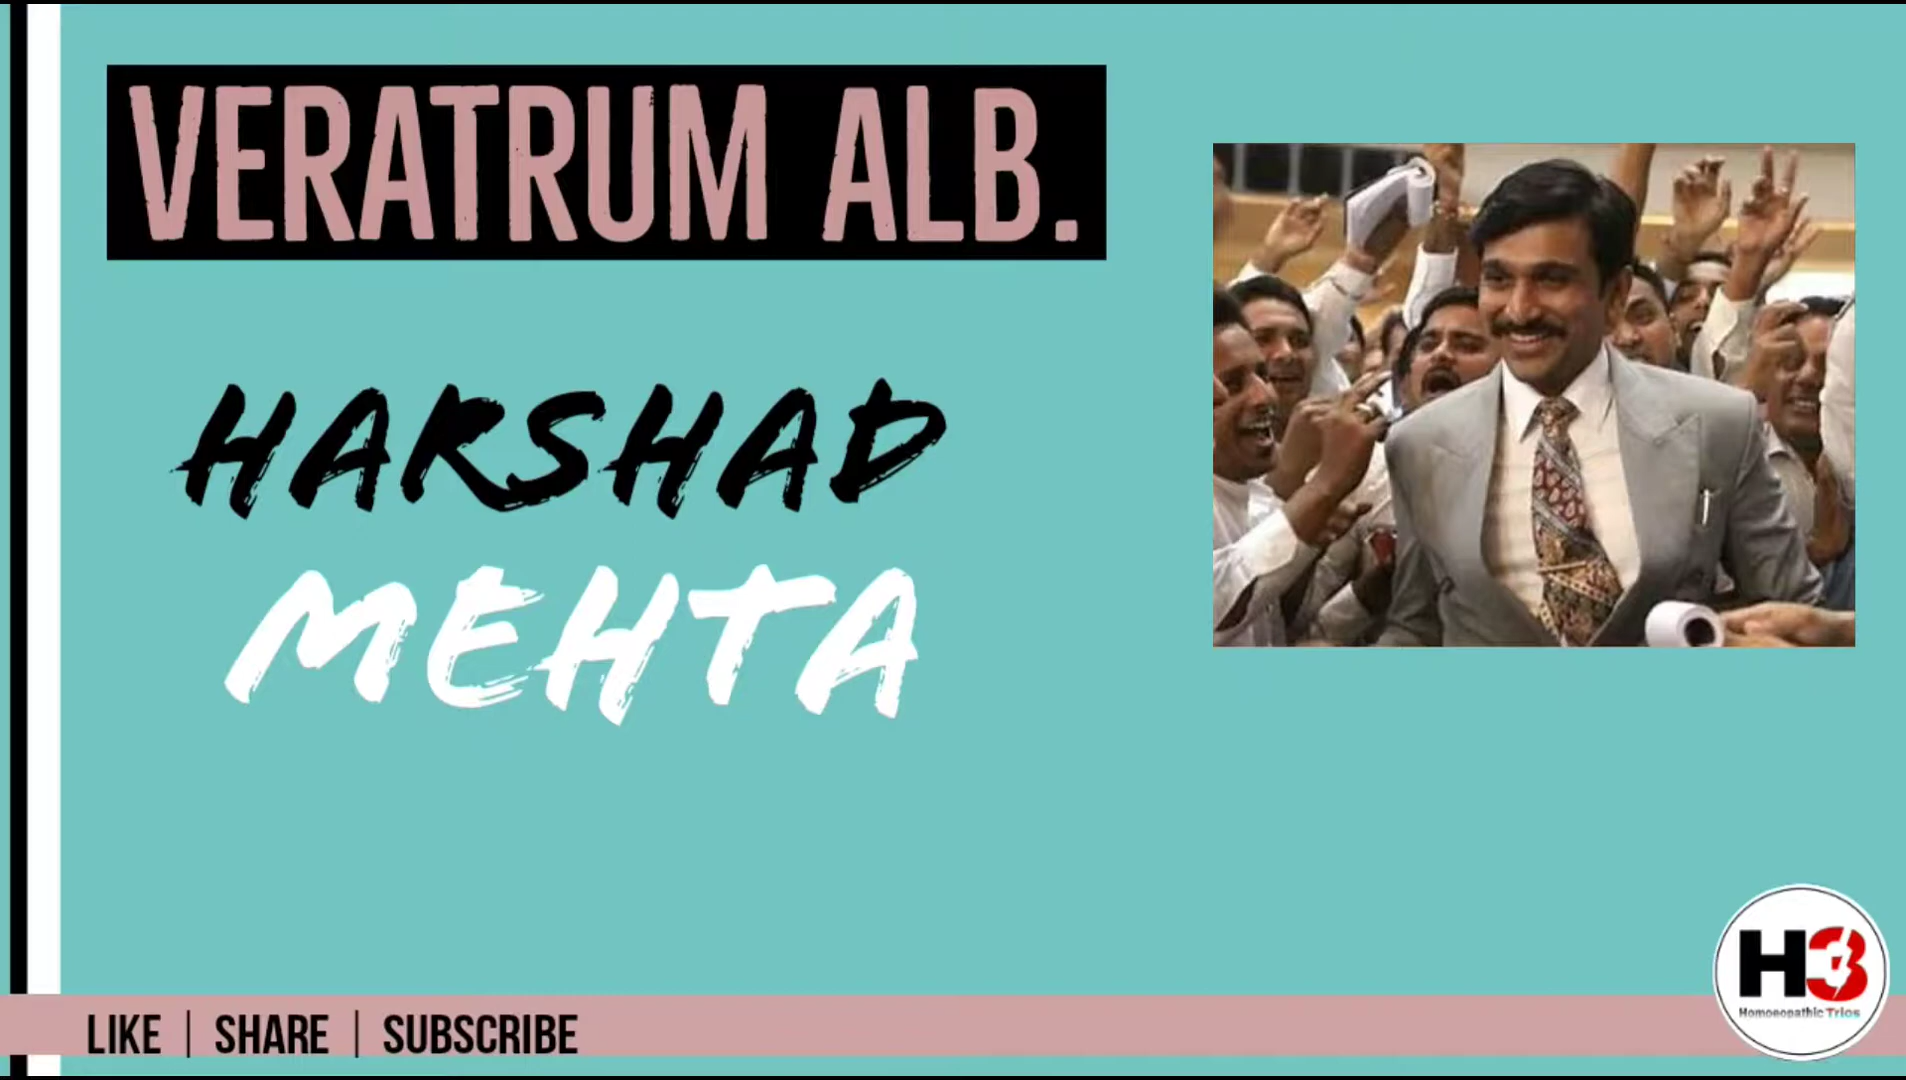 VERATRUM ALB.
HARSHAD
MEHTA
LIKE | SHARE | SUBSCRIBE
H3
Homoeopathic Trios